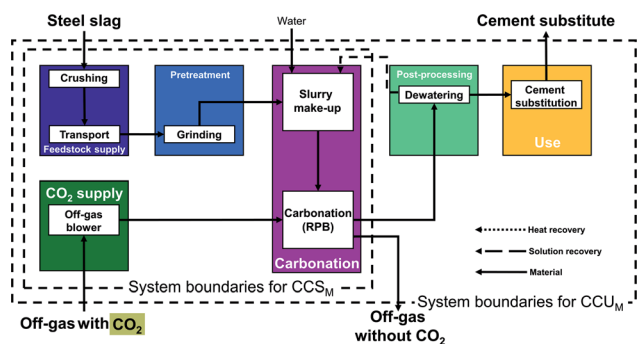 Steel slag
Water
Cement substitute
Crushing
Transport
Feedstock supply
Pretreatment
Grinding
Slurry
make-up
Post-processing
Dewatering
Cement
substitution
Use
CO2 supply
Off-gas
blower
Carbonation
(RPB)
Carbonation
Heat recovery
Solution recovery
Material
System boundaries for CCSM
System boundaries for CCUM
Off-gas with CO2
Off-gas
without CO2